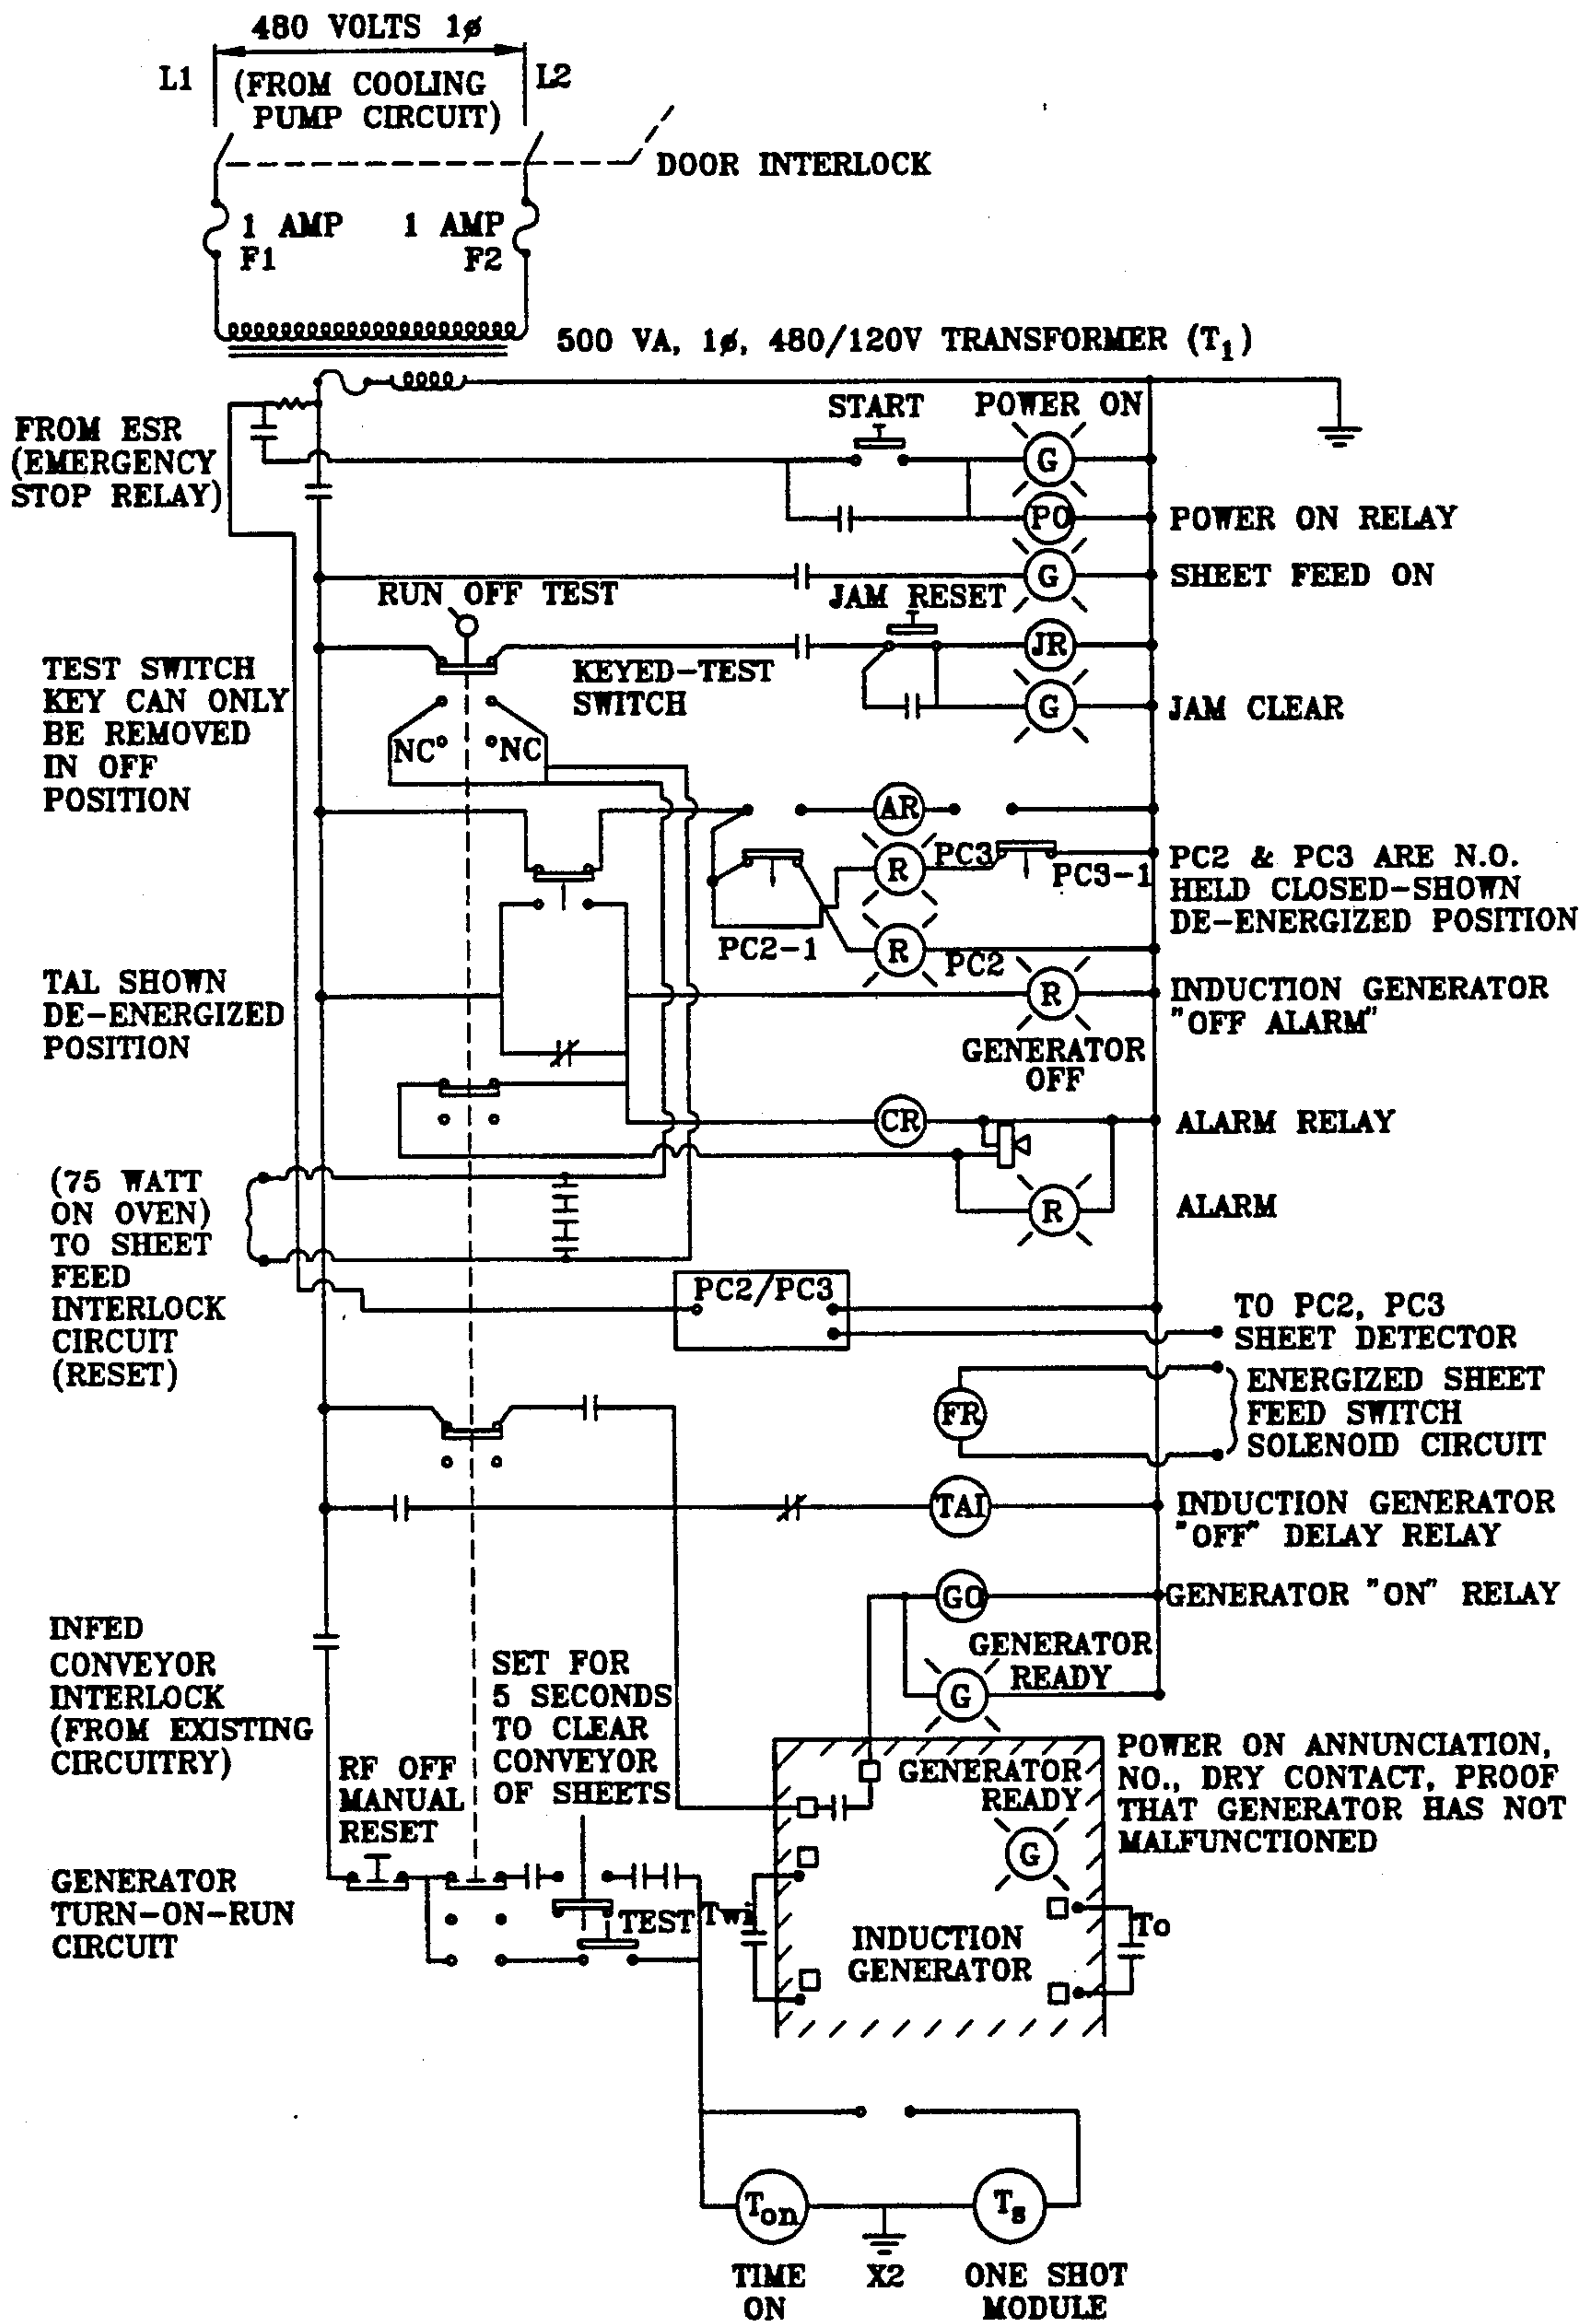 480 VOLTS 1ø
L1
(FROM COOLING
PUMP CIRCUIT)
L2
DOOR INTERLOCK
1 AMP
F1
1 AMP
F2
500 VA, 1ø, 480/120V TRANSFORMER (T1)
FROM ESR
(EMERGENCY
STOP RELAY)
START
POWER ON
G
PO
POWER ON RELAY
G
SHEET FEED ON
RUN OFF TEST
JAM RESET
TEST SWITCH
KEY CAN ONLY
BE REMOVED
IN OFF
POSITION
KEYED-TEST
SWITCH
JR
G
JAM CLEAR
NC
NC
AR
R
PC3
PC3-1
PC2 & PC3 ARE N.O.
HELD CLOSED-SHOWN
DE-ENERGIZED POSITION
PC2-1
R
PC2
TAL SHOWN
DE-ENERGIZED
POSITION
R
INDUCTION GENERATOR
"OFF ALARM"
GENERATOR
OFF
CR
ALARM RELAY
R
ALARM
(75 WATT
ON OVEN)
TO SHEET
FEED
INTERLOCK
CIRCUIT
(RESET)
PC2/PC3
TO PC2, PC3
SHEET DETECTOR
FR
ENERGIZED SHEET
FEED SWITCH
SOLENOID CIRCUIT
TAI
INDUCTION GENERATOR
"OFF" DELAY RELAY
GO
GENERATOR "ON" RELAY
GENERATOR
READY
G
INFED
CONVEYOR
INTERLOCK
(FROM EXISTING
CIRCUITRY)
SET FOR
5 SECONDS
TO CLEAR
CONVEYOR
OF SHEETS
RF OFF
MANUAL
RESET
GENERATOR
READY
G
POWER ON ANNUNCIATION,
NO., DRY CONTACT, PROOF
THAT GENERATOR HAS NOT
MALFUNCTIONED
GENERATOR
TURN-ON-RUN
CIRCUIT
TEST
INDUCTION
GENERATOR
To
Ton
Ts
TIME
ON
X2
ONE SHOT
MODULE